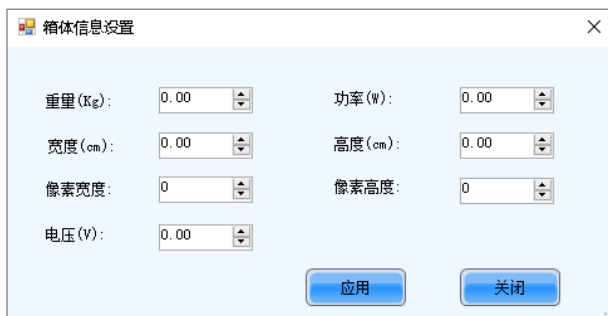 箱体信息设置
重量(Kg): 0.00 功率(W): 0.00
宽度(cm): 0.00 高度(cm): 0.00
像素宽度: 0 像素高度: 0
电压(V): 0.00
应用 关闭